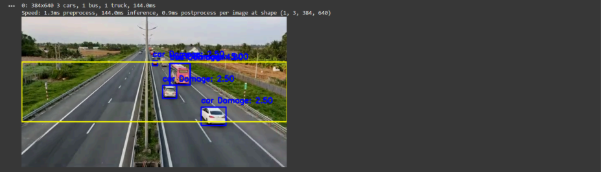 0: 384x640 3 cars, 1 bus, 1 truck, 144.0ms
Speed: 1.3ms preprocess, 144.0ms inference, 0.9ms postprocess per image at shape (1, 3, 384, 640)
car Damage: 2.50
car Damage: 2.50